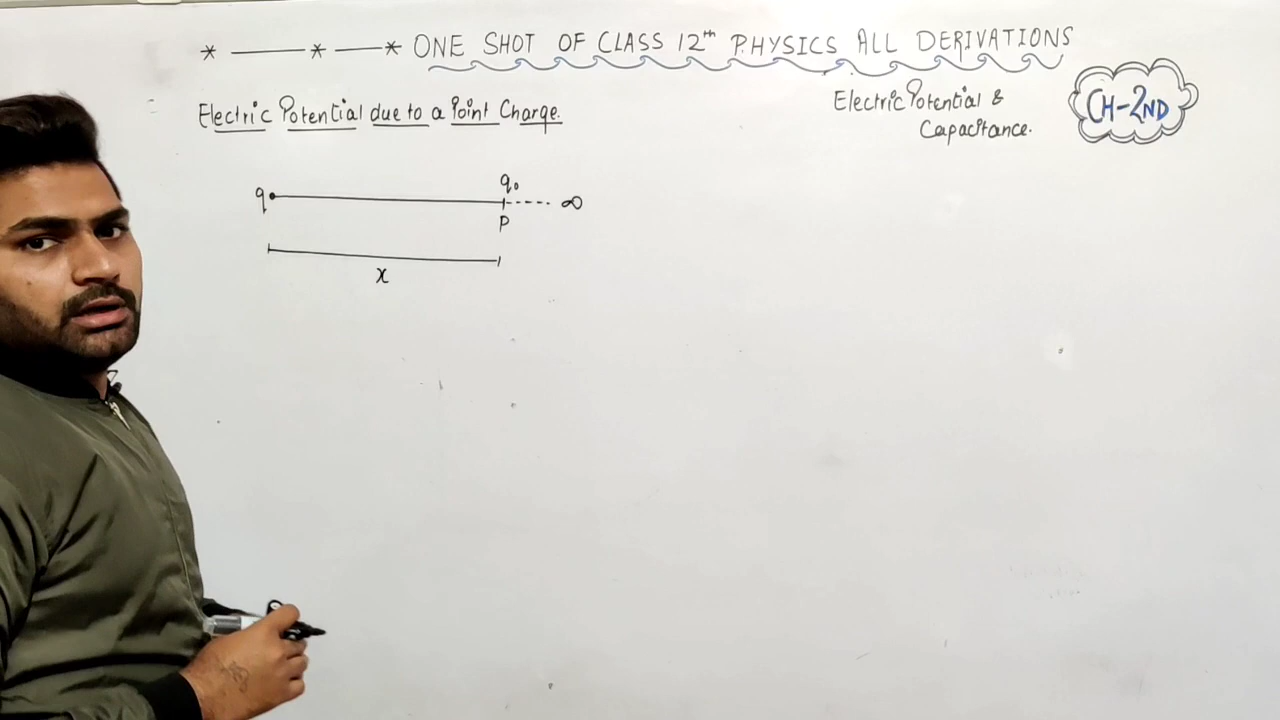 * —— * — * ONE SHOT OF CLASS 12th PHYSICS ALL DERIVATIONS
Electric Potential due to a Point Charge.
Electric Potential &
Capacitance.
CH-2ND
q
q₀
∞
P
x